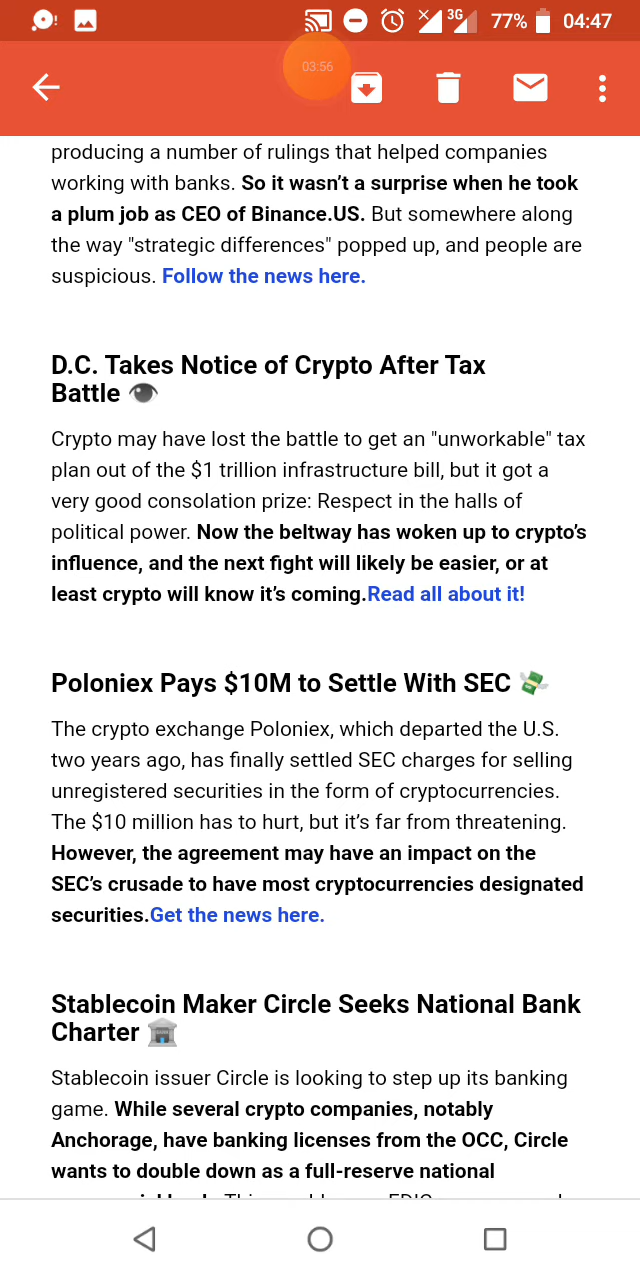 3G 77% 04:47
03:56
producing a number of rulings that helped companies
working with banks. So it wasn’t a surprise when he took
a plum job as CEO of Binance.US. But somewhere along
the way "strategic differences" popped up, and people are
suspicious. Follow the news here.
D.C. Takes Notice of Crypto After Tax
Battle 👁️
Crypto may have lost the battle to get an "unworkable" tax
plan out of the $1 trillion infrastructure bill, but it got a
very good consolation prize: Respect in the halls of
political power. Now the beltway has woken up to crypto’s
influence, and the next fight will likely be easier, or at
least crypto will know it’s coming.Read all about it!
Poloniex Pays $10M to Settle With SEC 💸
The crypto exchange Poloniex, which departed the U.S.
two years ago, has finally settled SEC charges for selling
unregistered securities in the form of cryptocurrencies.
The $10 million has to hurt, but it’s far from threatening.
However, the agreement may have an impact on the
SEC’s crusade to have most cryptocurrencies designated
securities.Get the news here.
Stablecoin Maker Circle Seeks National Bank
Charter 🏦
Stablecoin issuer Circle is looking to step up its banking
game. While several crypto companies, notably
Anchorage, have banking licenses from the OCC, Circle
wants to double down as a full-reserve national